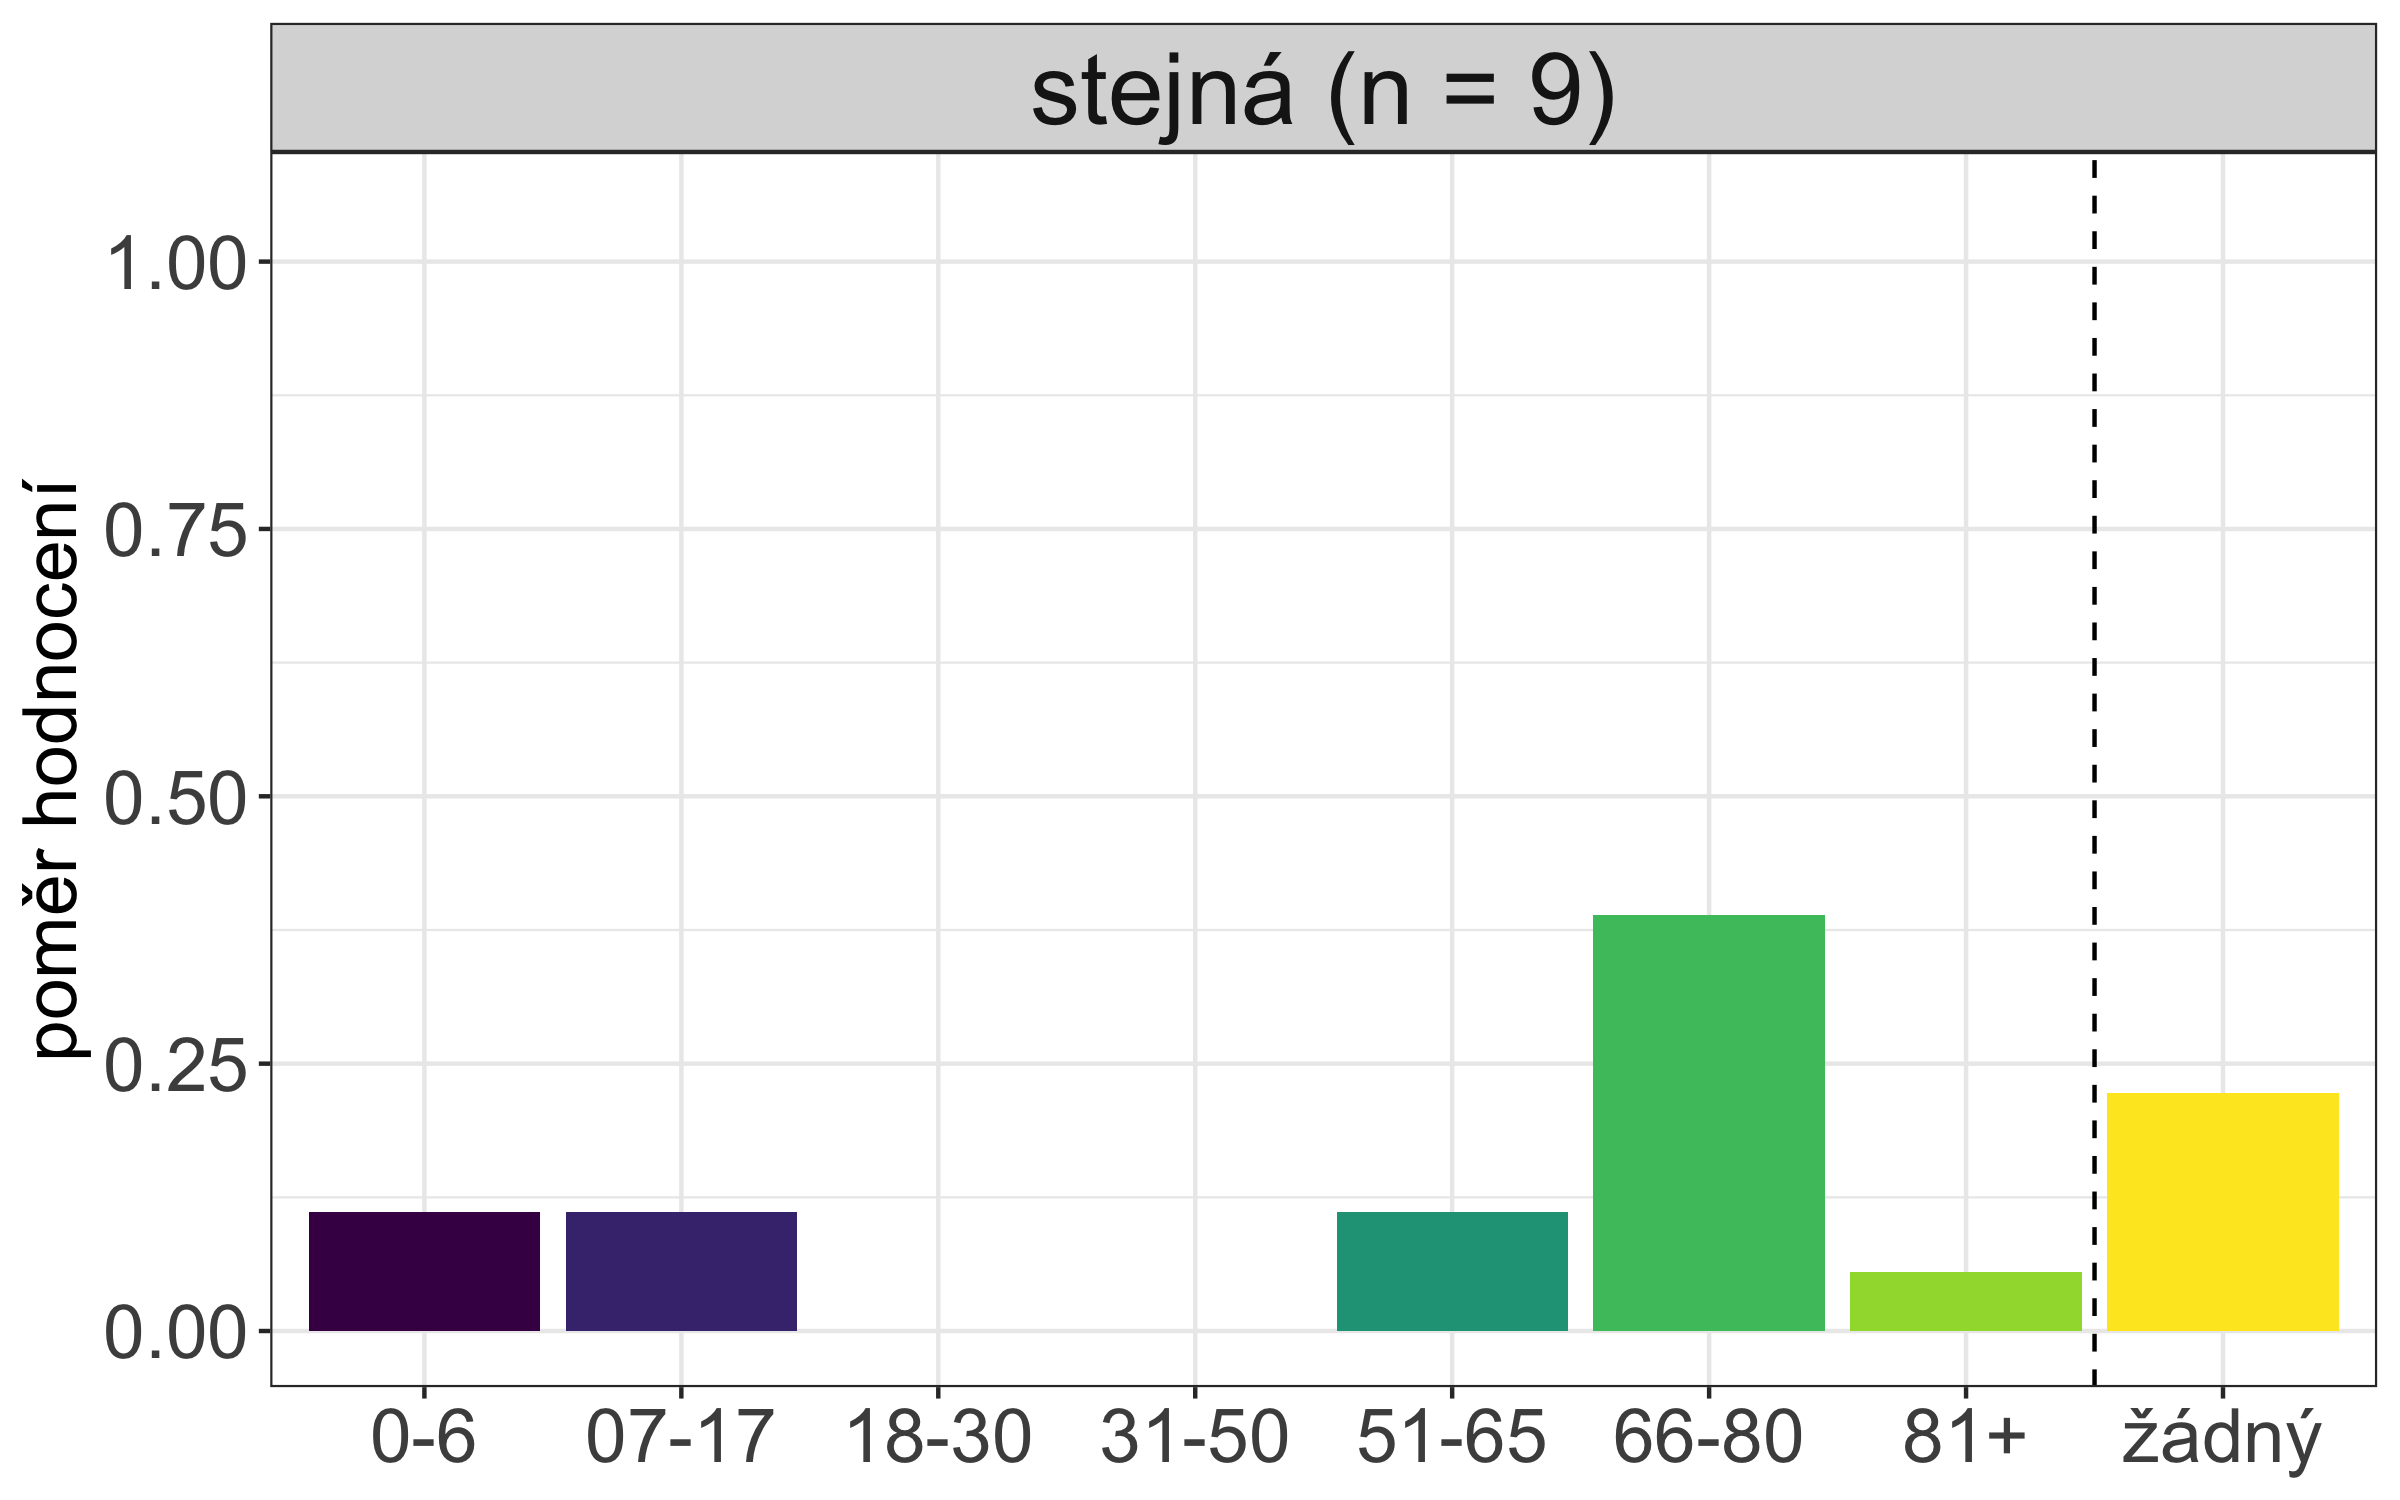 stejná (n = 9)
poměr hodnocení
1.00
0.75
0.50
0.25
0.00
0-6 07-17 18-30 31-50 51-65 66-80 81+ žádný